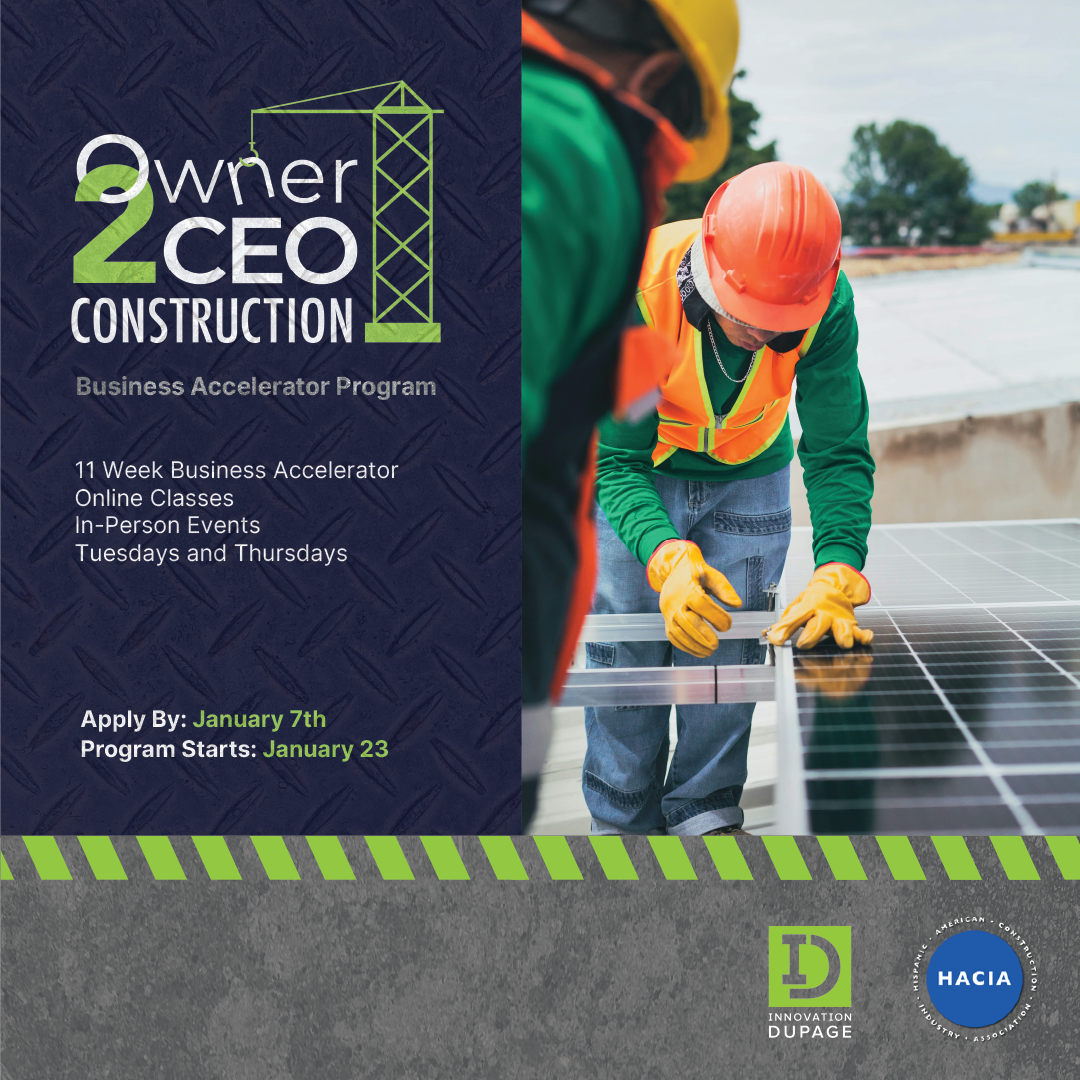 Owner
2CEO
CONSTRUCTION
Business Accelerator Program
11 Week Business Accelerator
Online Classes
In-Person Events
Tuesdays and Thursdays
Apply By: January 7th
Program Starts: January 23
ID
INNOVATION
DUPAGE
HISPANIC · AMERICAN · CONSTRUCTION
HACIA
INDUSTRY · ASSOCIATION